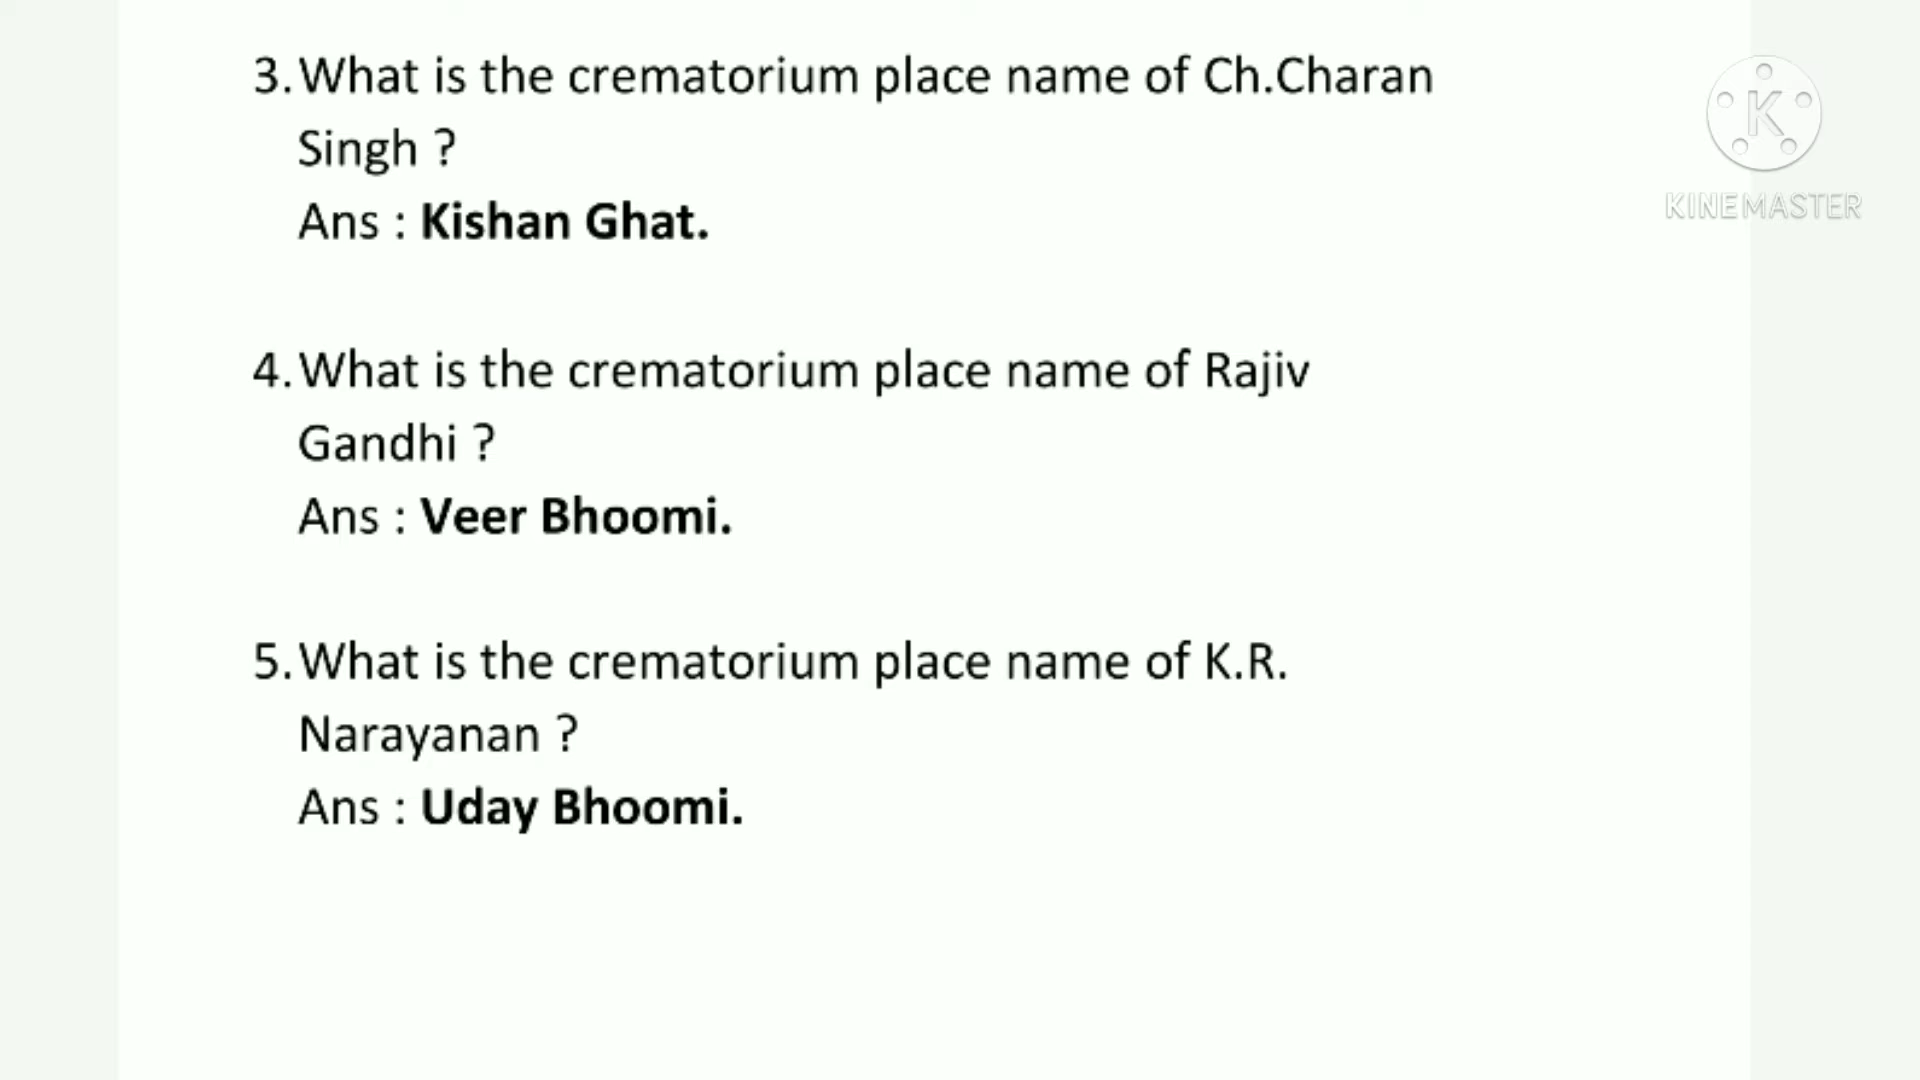 3. What is the crematorium place name of Ch.Charan
Singh ?
Ans : Kishan Ghat.
4. What is the crematorium place name of Rajiv
Gandhi ?
Ans : Veer Bhoomi.
5. What is the crematorium place name of K.R.
Narayanan ?
Ans : Uday Bhoomi.
K
KINEMASTER